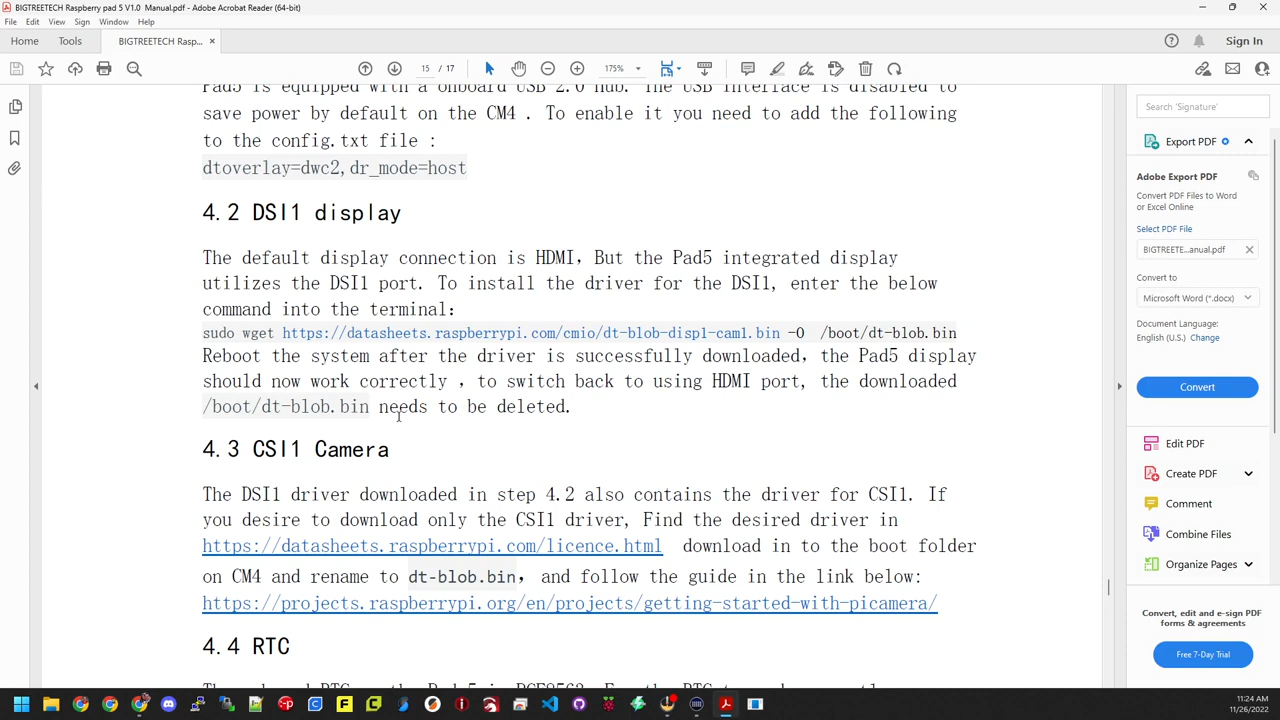 BIGTREETECH Raspberry pad 5 V1.0  Manual.pdf - Adobe Acrobat Reader (64-bit)
File Edit View Sign Window Help
Home Tools BIGTREETECH Rasp... × Sign In
15 / 17 175%
Pad5 is equipped with a onboard USB 2.0 hub. The USB interface is disabled to
save power by default on the CM4 . To enable it you need to add the following
to the config.txt file :
dtoverlay=dwc2,dr_mode=host
4.2 DSI1 display
The default display connection is HDMI, But the Pad5 integrated display
utilizes the DSI1 port. To install the driver for the DSI1, enter the below
command into the terminal:
sudo wget https://datasheets.raspberrypi.com/cmio/dt-blob-disp1-cam1.bin -O  /boot/dt-blob.bin
Reboot the system after the driver is successfully downloaded, the Pad5 display
should now work correctly , to switch back to using HDMI port, the downloaded
/boot/dt-blob.bin needs to be deleted.
4.3 CSI1 Camera
The DSI1 driver downloaded in step 4.2 also contains the driver for CSI1. If
you desire to download only the CSI1 driver, Find the desired driver in
https://datasheets.raspberrypi.com/licence.html  download in to the boot folder
on CM4 and rename to dt-blob.bin, and follow the guide in the link below:
https://projects.raspberrypi.org/en/projects/getting-started-with-picamera/
4.4 RTC
Search 'Signature'
Export PDF
Adobe Export PDF
Convert PDF Files to Word
or Excel Online
Select PDF File
BIGTREETE...anual.pdf
Convert to
Microsoft Word (*.docx)
Document Language:
English (U.S.) Change
Convert
Edit PDF
Create PDF
Comment
Combine Files
Organize Pages
Convert, edit and e-sign PDF
forms & agreements
Free 7-Day Trial
11:24 AM
11/26/2022